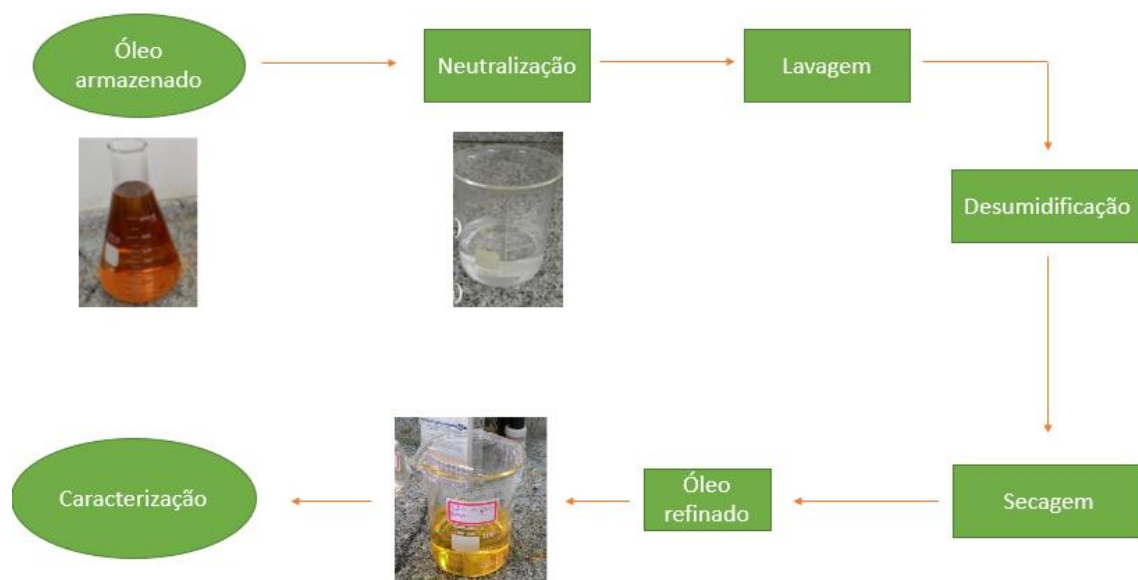 Óleo
armazenado
Neutralização
Lavagem
Desumidificação
Secagem
Óleo
refinado
Caracterização